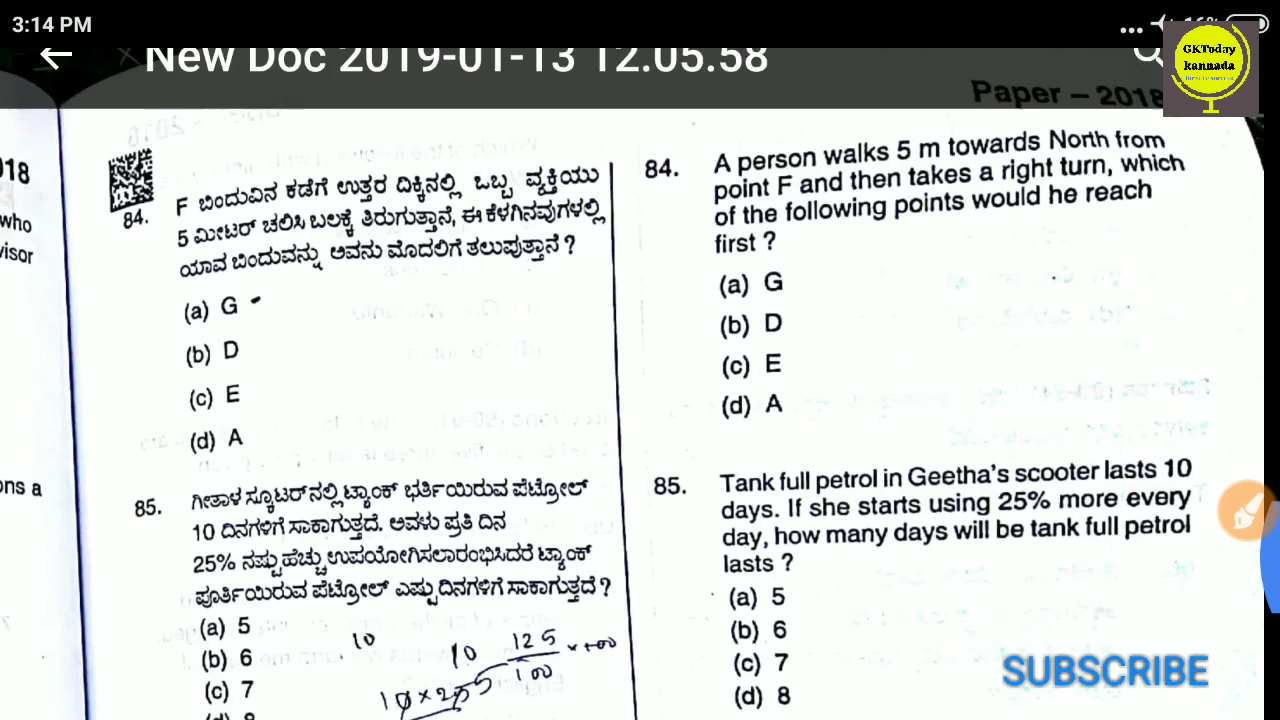 3:14 PM
New Doc 2019-01-13 12.05.58
GKToday
kannada
Paper – 2018
018
who
visor
ons a
84.
F ಬಿಂದುವಿನ ಕಡೆಗೆ ಉತ್ತರ ದಿಕ್ಕಿನಲ್ಲಿ ಒಬ್ಬ ವ್ಯಕ್ತಿಯು
5 ಮೀಟರ್ ಚಲಿಸಿ ಬಲಕ್ಕೆ ತಿರುಗುತ್ತಾನೆ, ಈ ಕೆಳಗಿನವುಗಳಲ್ಲಿ
ಯಾವ ಬಿಂದುವನ್ನು ಅವನು ಮೊದಲಿಗೆ ತಲುಪುತ್ತಾನೆ ?
(a) G
(b) D
(c) E
(d) A
85. ಗೀತಾಳ ಸ್ಕೂಟರ್‌ನಲ್ಲಿ ಟ್ಯಾಂಕ್ ಭರ್ತಿಯಿರುವ ಪೆಟ್ರೋಲ್
10 ದಿನಗಳಿಗೆ ಸಾಕಾಗುತ್ತದೆ. ಅವಳು ಪ್ರತಿ ದಿನ
25% ನಷ್ಟು ಹೆಚ್ಚು ಉಪಯೋಗಿಸಲಾರಂಭಿಸಿದರೆ ಟ್ಯಾಂಕ್
ಪೂರ್ತಿಯಿರುವ ಪೆಟ್ರೋಲ್ ಎಷ್ಟು ದಿನಗಳಿಗೆ ಸಾಕಾಗುತ್ತದೆ ?
(a) 5
(b) 6
(c) 7
(d) 8
10
10 125
100
84. A person walks 5 m towards North from
point F and then takes a right turn, which
of the following points would he reach
first ?
(a) G
(b) D
(c) E
(d) A
85. Tank full petrol in Geetha's scooter lasts 10
days. If she starts using 25% more every
day, how many days will be tank full petrol
lasts ?
(a) 5
(b) 6
(c) 7
(d) 8
SUBSCRIBE